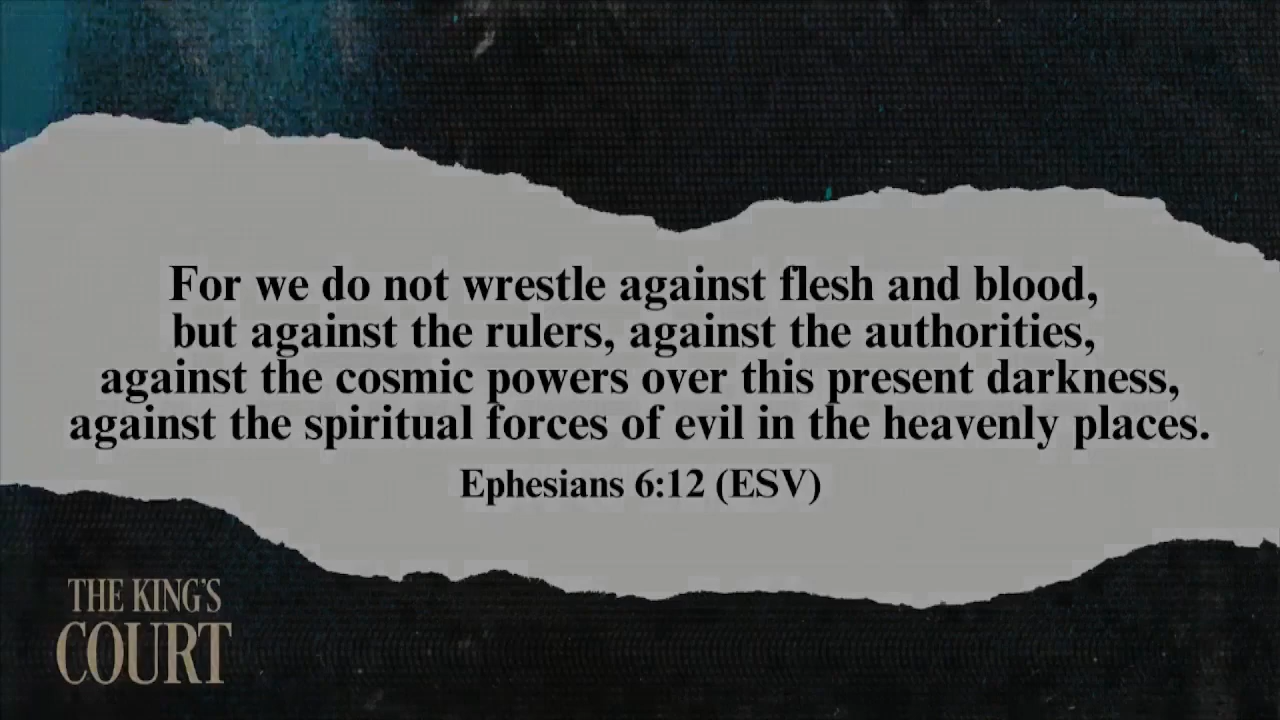 For we do not wrestle against flesh and blood,
but against the rulers, against the authorities,
against the cosmic powers over this present darkness,
against the spiritual forces of evil in the heavenly places.
Ephesians 6:12 (ESV)
THE KING'S
COURT